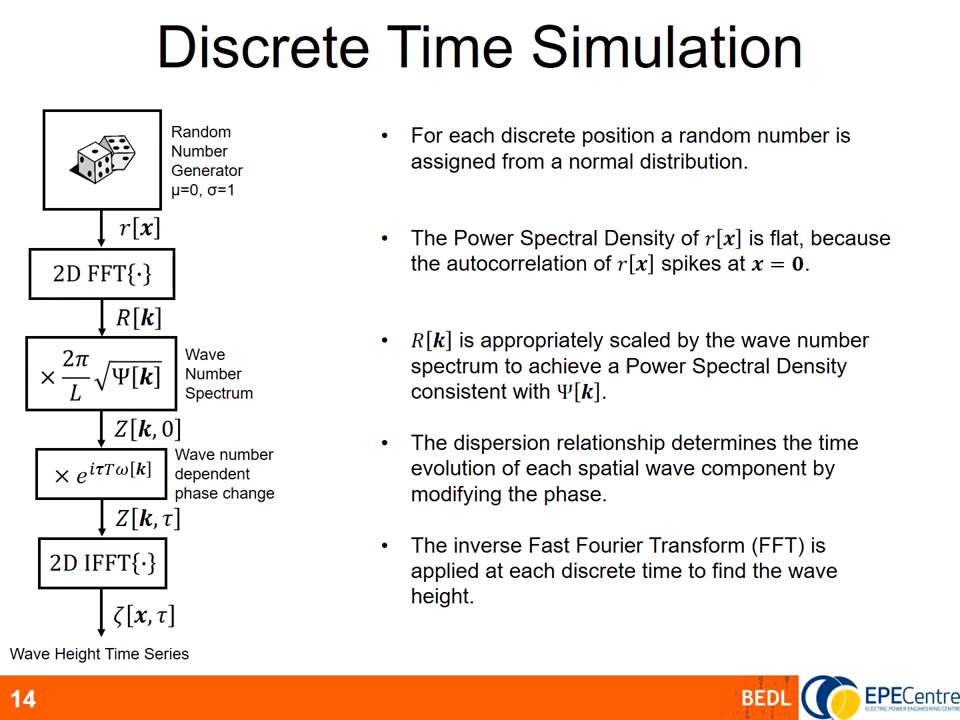 Discrete Time Simulation
Random
Number
Generator
μ=0, σ=1
r[x]
2D FFT{·}
R[k]
× 2π/L √Ψ[k]
Wave
Number
Spectrum
Z[k, 0]
× e^{iτTω[k]}
Wave number
dependent
phase change
Z[k, τ]
2D IFFT{·}
ζ[x, τ]
Wave Height Time Series
• For each discrete position a random number is
assigned from a normal distribution.
• The Power Spectral Density of r[x] is flat, because
the autocorrelation of r[x] spikes at x = 0.
• R[k] is appropriately scaled by the wave number
spectrum to achieve a Power Spectral Density
consistent with Ψ[k].
• The dispersion relationship determines the time
evolution of each spatial wave component by
modifying the phase.
• The inverse Fast Fourier Transform (FFT) is
applied at each discrete time to find the wave
height.
14
BEDL
EPECentre
ELECTRIC POWER ENGINEERING CENTRE